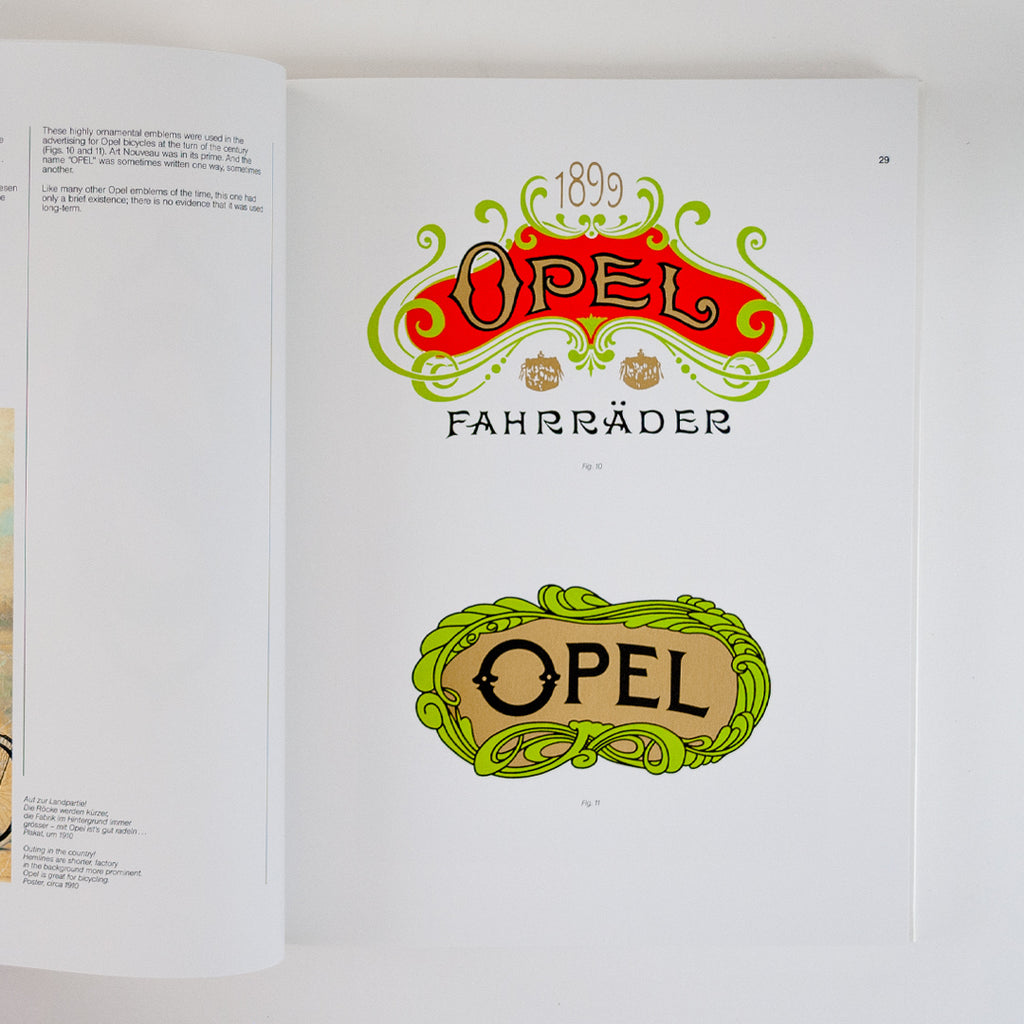 esen
These highly ornamental emblems were used in the
advertising for Opel bicycles at the turn of the century
(Figs. 10 and 11). Art Nouveau was in its prime. And the
name "OPEL" was sometimes written one way, sometimes
another.
Like many other Opel emblems of the time, this one had
only a brief existence; there is no evidence that it was used
long-term.
Auf zur Landpartie!
Die Röcke werden kürzer,
die Fabrik im Hintergrund immer
grösser – mit Opel ist's gut radeln...
Plakat, um 1910
Outing in the country!
Hemlines are shorter, factory
in the background more prominent.
Opel is great for bicycling.
Poster, circa 1910
29
1899
OPEL
FAHRRÄDER
Fig. 10
OPEL
Fig. 11